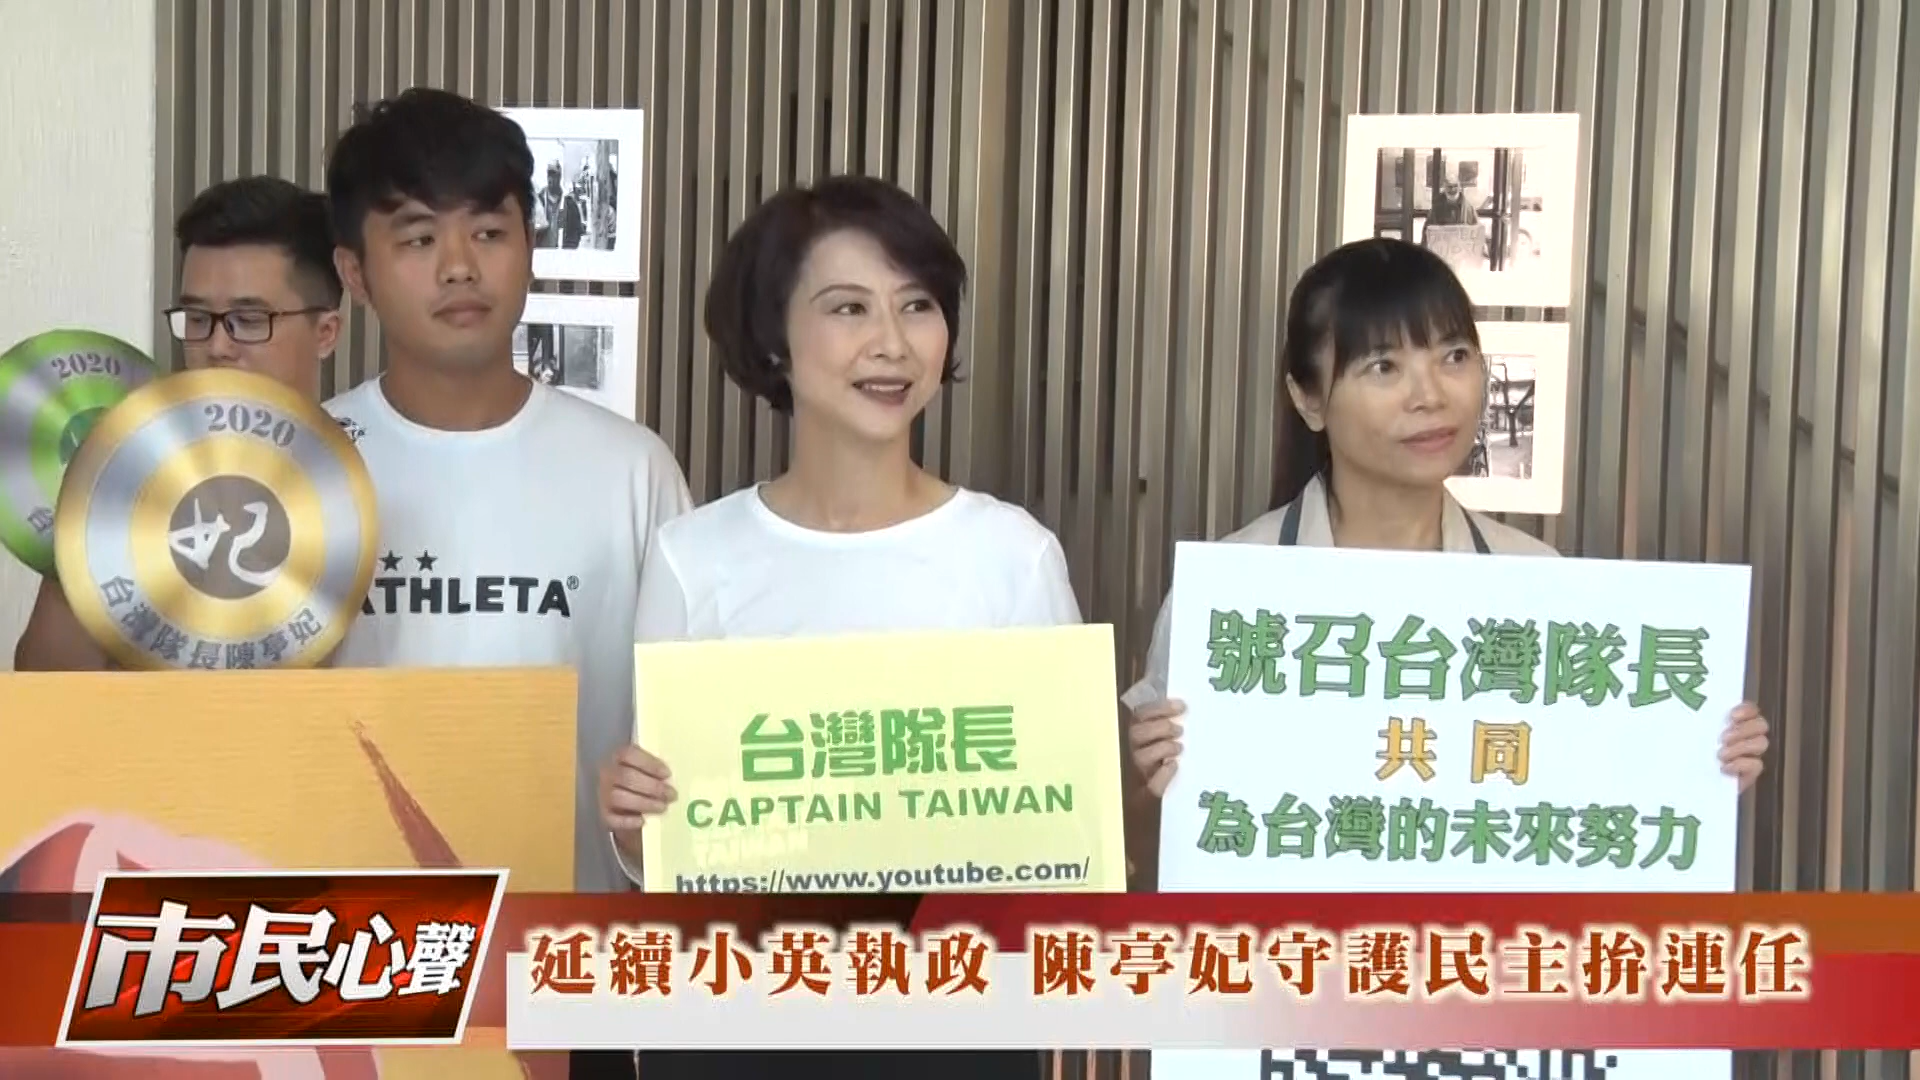 2020
2020
妃
台灣隊長陳亭妃
台
ATHLETA®
台灣隊長
CAPTAIN TAIWAN
TAIWAN
https://www.youtube.com/
號召台灣隊長
共同
為台灣的未來努力
市民心聲
延續小英執政 陳亭妃守護民主拚連任